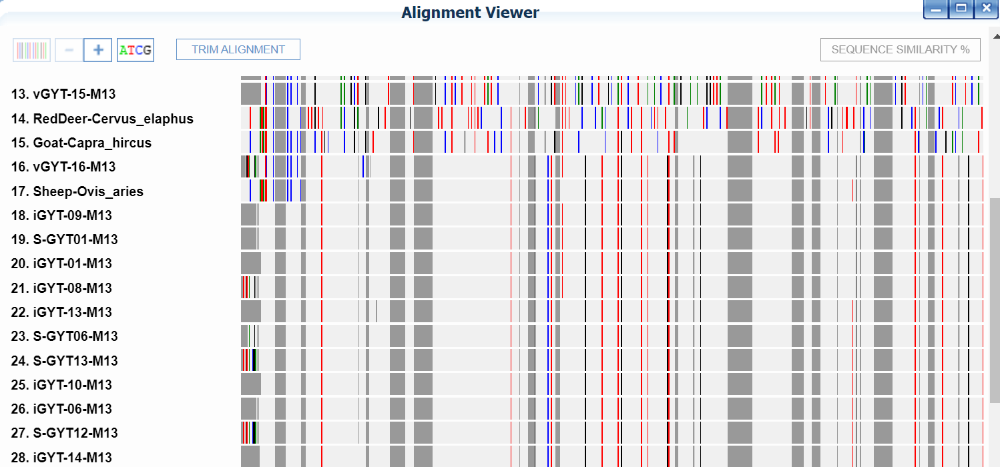 Alignment Viewer
− + ATCG TRIM ALIGNMENT SEQUENCE SIMILARITY %
13. vGYT-15-M13
14. RedDeer-Cervus_elaphus
15. Goat-Capra_hircus
16. vGYT-16-M13
17. Sheep-Ovis_aries
18. iGYT-09-M13
19. S-GYT01-M13
20. iGYT-01-M13
21. iGYT-08-M13
22. iGYT-13-M13
23. S-GYT06-M13
24. S-GYT13-M13
25. iGYT-10-M13
26. iGYT-06-M13
27. S-GYT12-M13
28. iGYT-14-M13